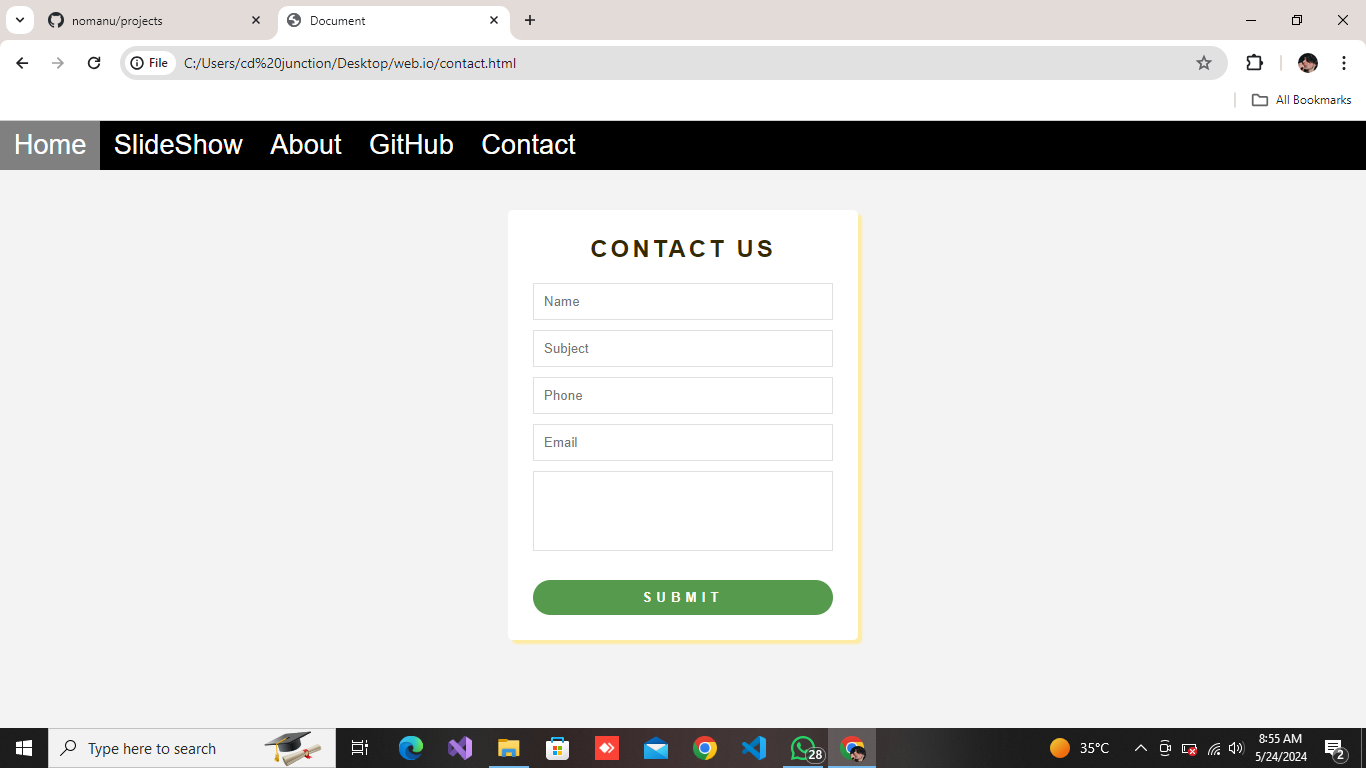 nomanu/projects
Document
File
C:/Users/cd%20junction/Desktop/web.io/contact.html
All Bookmarks
Home SlideShow About GitHub Contact
CONTACT US
Name
Subject
Phone
Email
SUBMIT
Type here to search
28
35°C
8:55 AM
5/24/2024
2